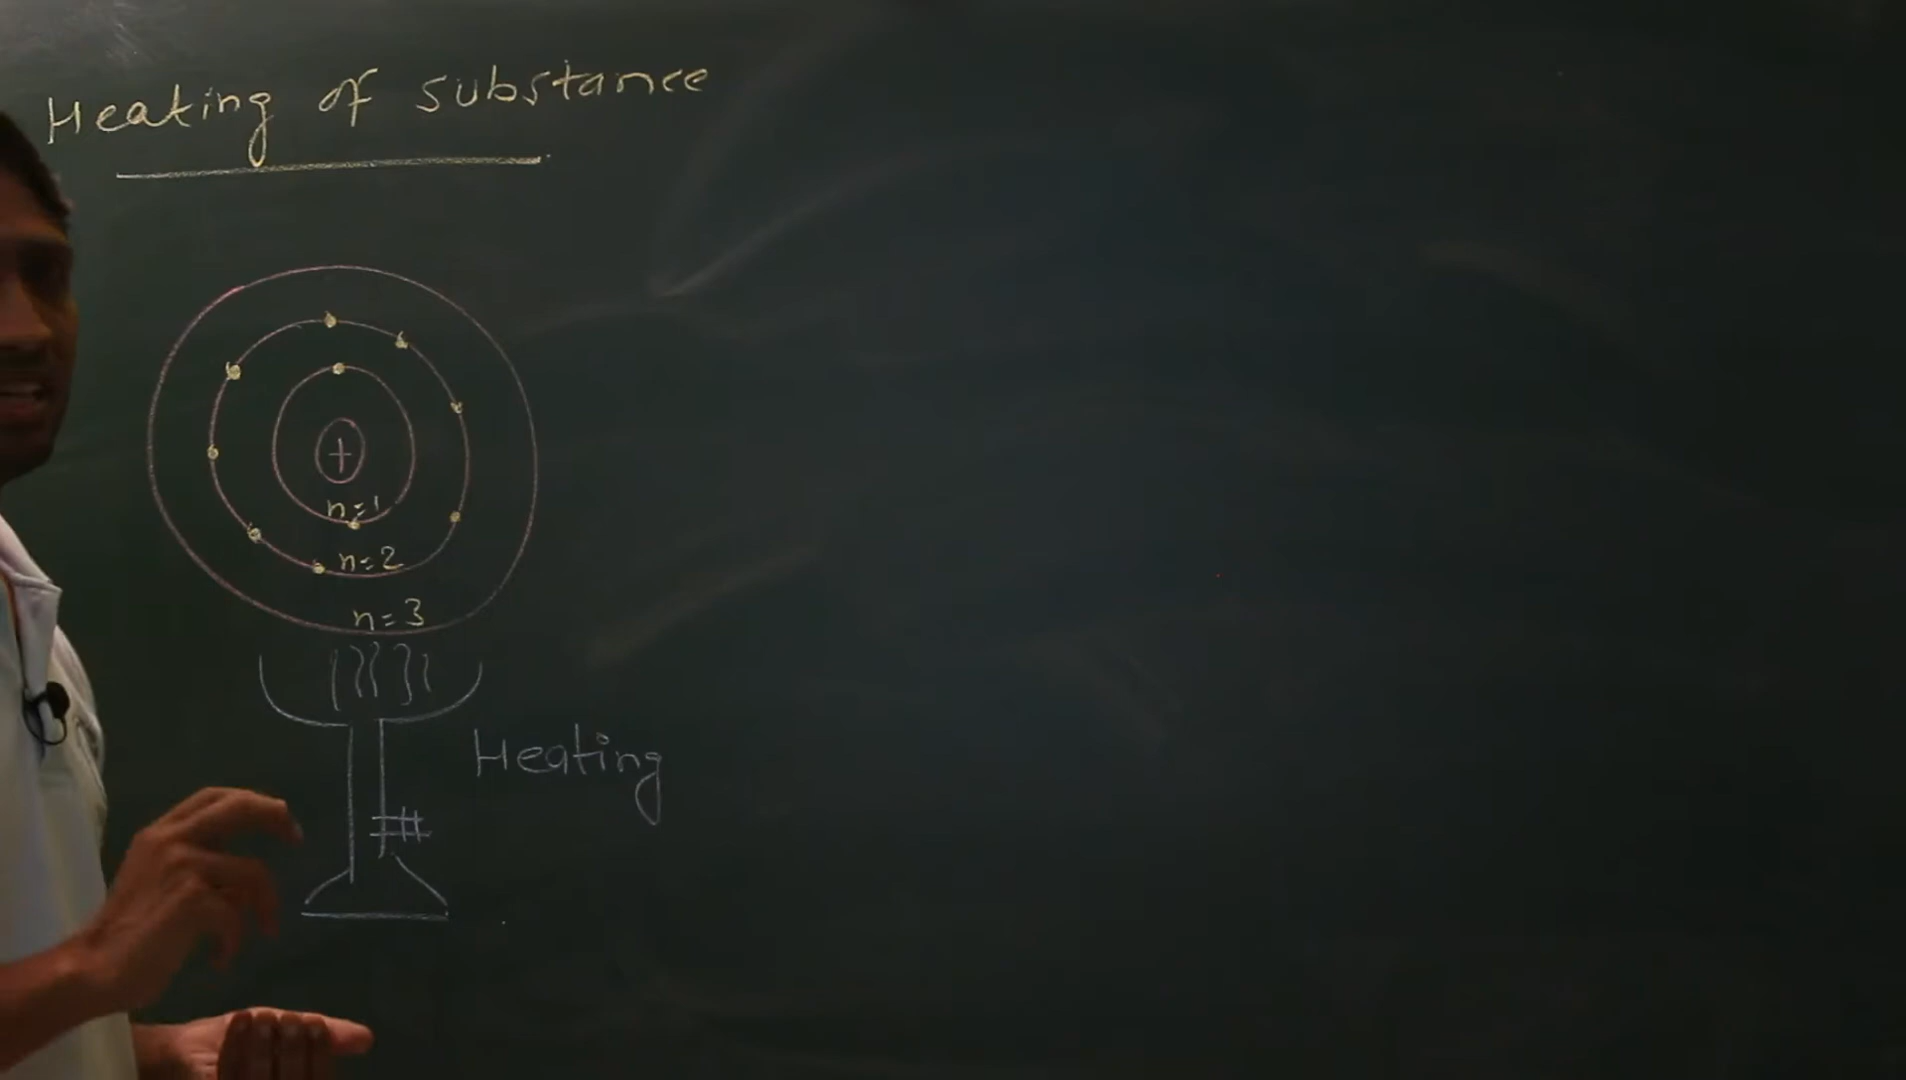 Heating of substance
+
n=1
n=2
n=3
Heating